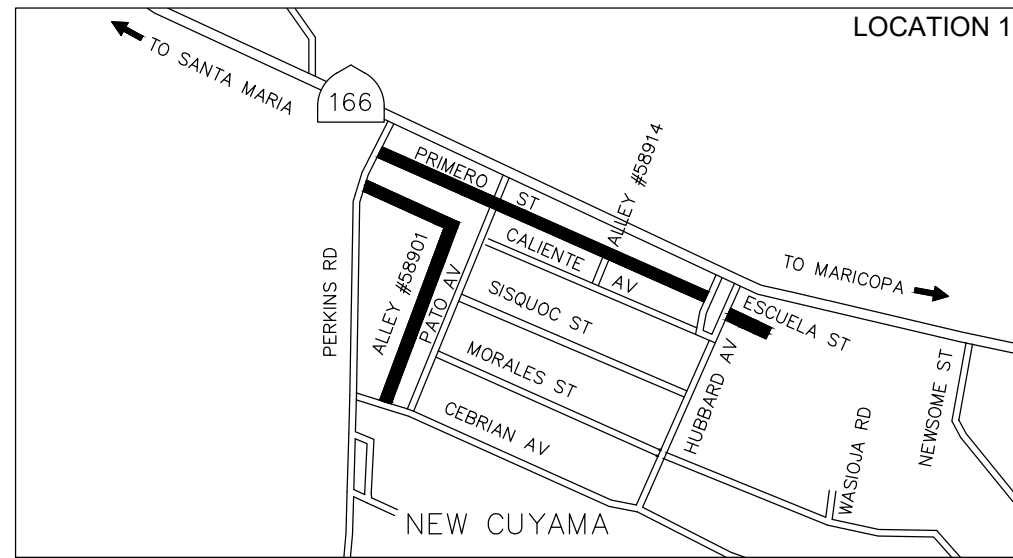 LOCATION 1
TO SANTA MARIA
166
PRIMERO ST
ALLEY #58914
CALIENTE AV
ALLEY #58901
PATO AV
PERKINS RD
SISQUOC ST
TO MARICOPA
ESCUELA ST
MORALES ST
HUBBARD AV
CEBRIAN AV
WASIOJA RD
NEWSOME ST
NEW CUYAMA